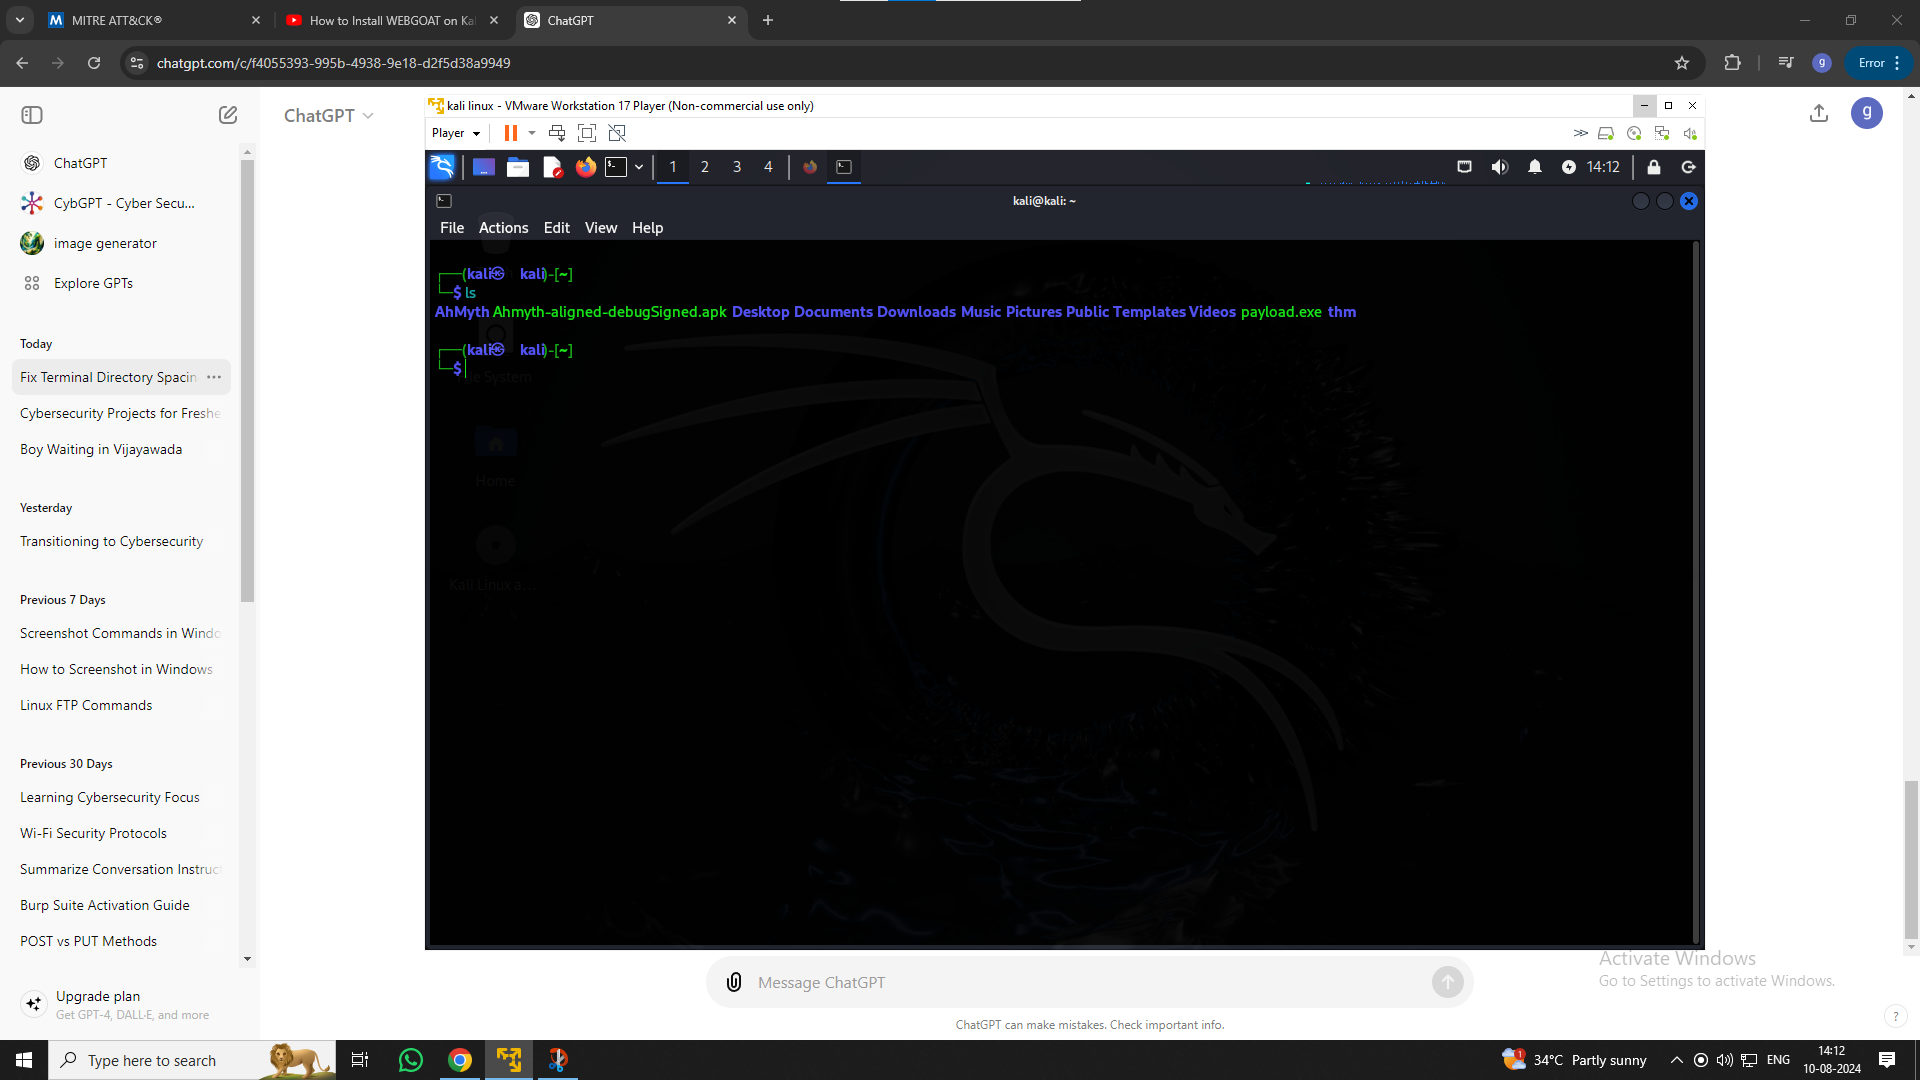 MITRE ATT&CK®
How to Install WEBGOAT on Ka
ChatGPT
chatgpt.com/c/f4055393-995b-4938-9e18-d2f5d38a9949
g
Error
ChatGPT
g
ChatGPT
CybGPT - Cyber Secu...
image generator
Explore GPTs
Today
Fix Terminal Directory Spacin
Cybersecurity Projects for Freshe
Boy Waiting in Vijayawada
Yesterday
Transitioning to Cybersecurity
Previous 7 Days
Screenshot Commands in Windo
How to Screenshot in Windows
Linux FTP Commands
Previous 30 Days
Learning Cybersecurity Focus
Wi-Fi Security Protocols
Summarize Conversation Instruct
Burp Suite Activation Guide
POST vs PUT Methods
Upgrade plan
Get GPT-4, DALL·E, and more
kali linux - VMware Workstation 17 Player (Non-commercial use only)
Player
1 2 3 4
14:12
kali@kali: ~
File Actions Edit View Help
┌──(kali㉿ kali)-[~]
└─$ ls
AhMyth Ahmyth-aligned-debugSigned.apk Desktop Documents Downloads Music Pictures Public Templates Videos payload.exe thm
┌──(kali㉿ kali)-[~]
└─$
File System
Home
Kali Linux a...
Message ChatGPT
ChatGPT can make mistakes. Check important info.
Activate Windows
Go to Settings to activate Windows.
?
Type here to search
1
34°C Partly sunny
ENG
14:12
10-08-2024